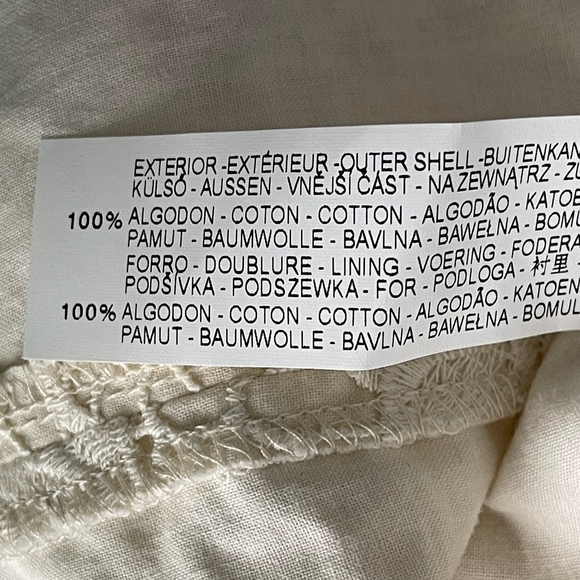 EXTERIOR - EXTÉRIEUR - OUTER SHELL - BUITENKAN
KÜLSŐ - AUSSEN - VNĚJŠÍ ČÁST - NA ZEWNĄTRZ - ZU
100% ALGODON - COTON - COTTON - ALGODÃO - KATOE
PAMUT - BAUMWOLLE - BAVLNA - BAWEŁNA - BOMU
FORRO - DOUBLURE - LINING - VOERING - FODERA
PODŠÍVKA - PODSZEWKA - FOR - PODLOGA - 衬里 -
100% ALGODON - COTON - COTTON - ALGODÃO - KATOEN
PAMUT - BAUMWOLLE - BAVLNA - BAWEŁNA - BOMUL